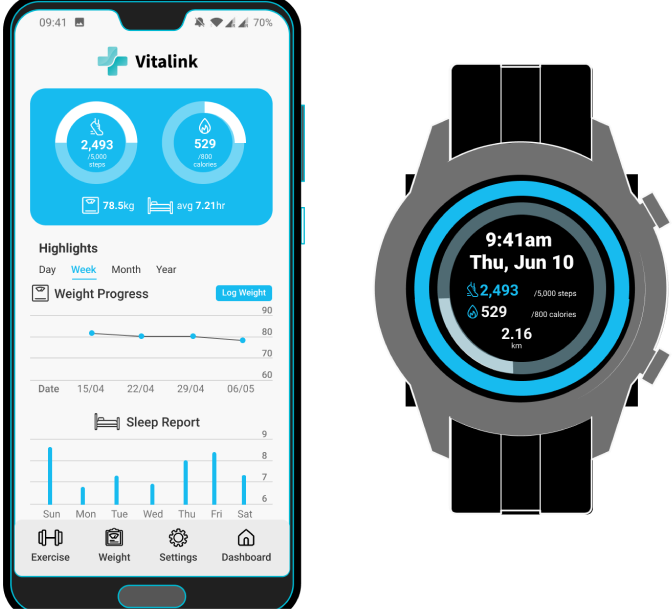 09:41 70%
Vitalink
2,493
/5,000
steps
529
/800
calories
78.5kg avg 7.21hr
Highlights
Day Week Month Year
Weight Progress Log Weight
90
80
70
60
Date 15/04 22/04 29/04 06/05
Sleep Report
9
8
7
6
Sun Mon Tue Wed Thu Fri Sat
Exercise Weight Settings Dashboard
9:41am
Thu, Jun 10
2,493 /5,000 steps
529 /800 calories
2.16
km